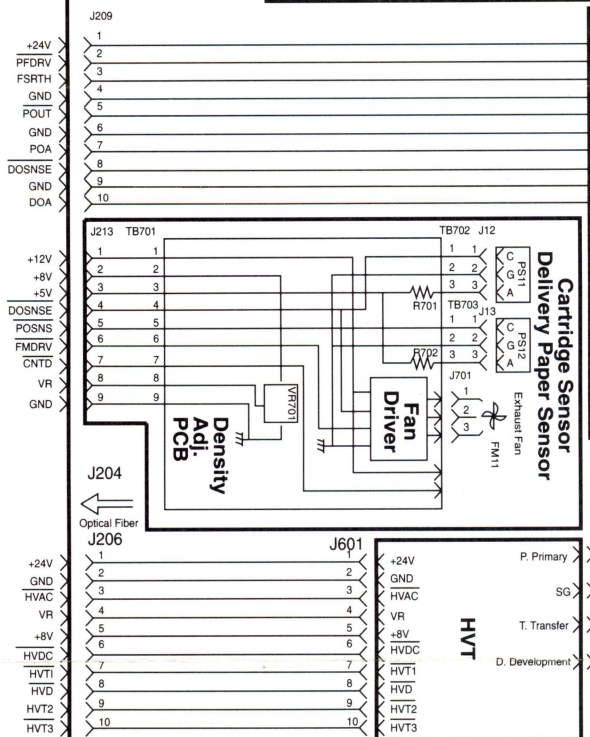 J209
+24V 1
PFDRV 2
FSRTH 3
GND 4
POUT 5
GND 6
POA 7
DOSNSE 8
GND 9
DOA 10
J213 TB701 TB702 J12
+12V 1 1 1 1 C
+8V 2 2 2 2 G PS11
+5V 3 3 3 3 A
R701
TB703 J13
DOSNSE 4 4 1 1 C
POSNS 5 5 2 2 G PS12
FMDRV 6 6 3 3 A
R702
CNTD 7 7
VR 8 8
GND 9 9
VR701
J701
1
2
3
Exhaust Fan
FM11
Fan
Driver
Density
Adj.
PCB
Cartridge Sensor
Delivery Paper Sensor
J204
Optical Fiber
J206 J601
+24V 1 1 +24V
GND 2 2 GND
HVAC 3 3 HVAC
VR 4 4 VR
+8V 5 5 +8V
HVDC 6 6 HVDC
HVTI 7 7 HVT1
HVD 8 8 HVD
HVT2 9 9 HVT2
HVT3 10 10 HVT3
HVT
P. Primary
SG
T. Transfer
D. Development